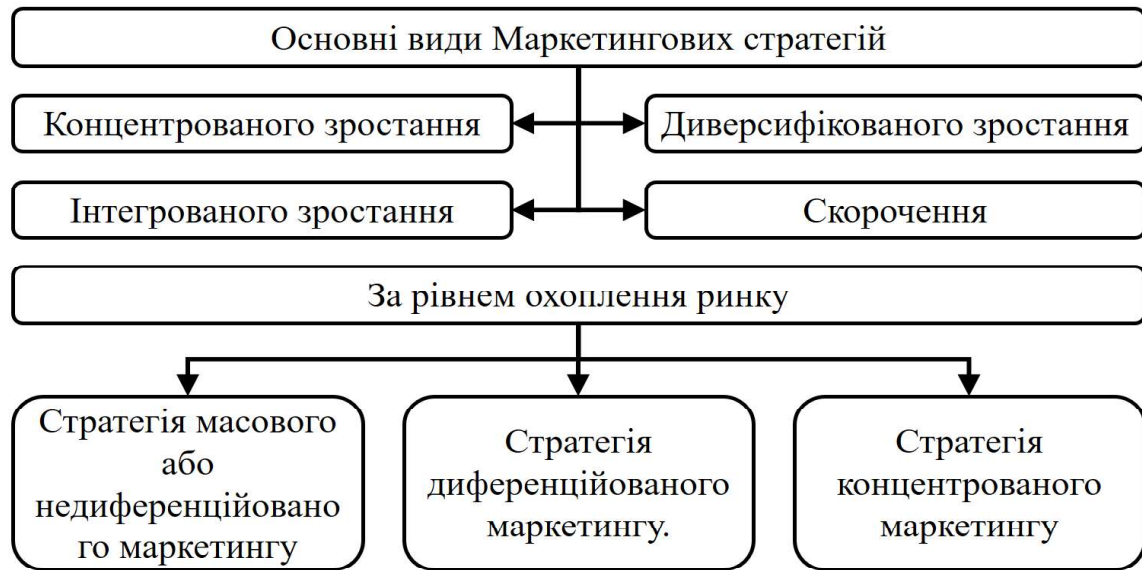 Основні види Маркетингових стратегій
Концентрованого зростання
Диверсифікованого зростання
Інтегрованого зростання
Скорочення
За рівнем охоплення ринку
Стратегія масового
або
недиференційовано
го маркетингу
Стратегія
диференційованого
маркетингу.
Стратегія
концентрованого
маркетингу